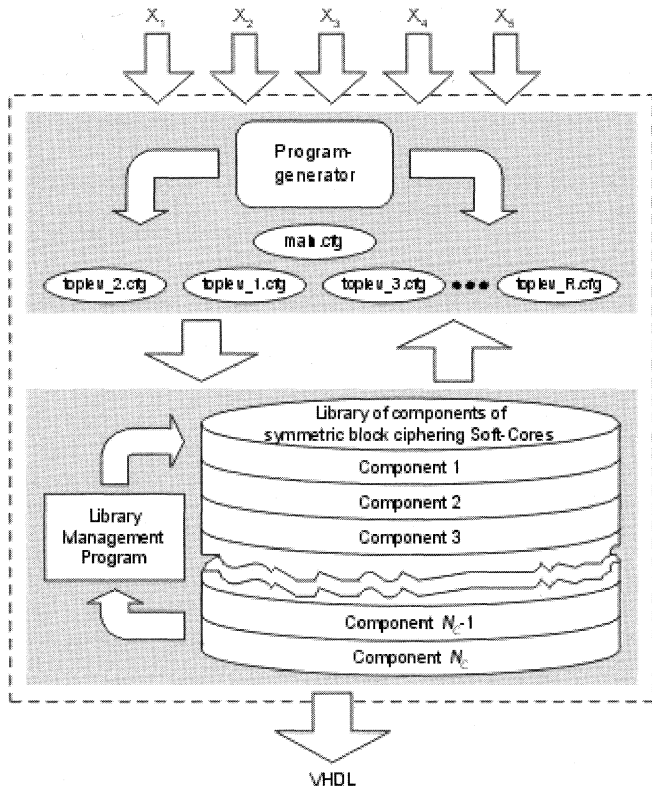 X1 X2 X3 X4 X5
Program-
generator
main.cfg
toplev_2.cfg toplev_1.cfg toplev_3.cfg ●●● toplev_R.cfg
Library of components of
symmetric block ciphering Soft-Cores
Component 1
Component 2
Component 3
Library
Management
Program
Component NC-1
Component NC
VHDL